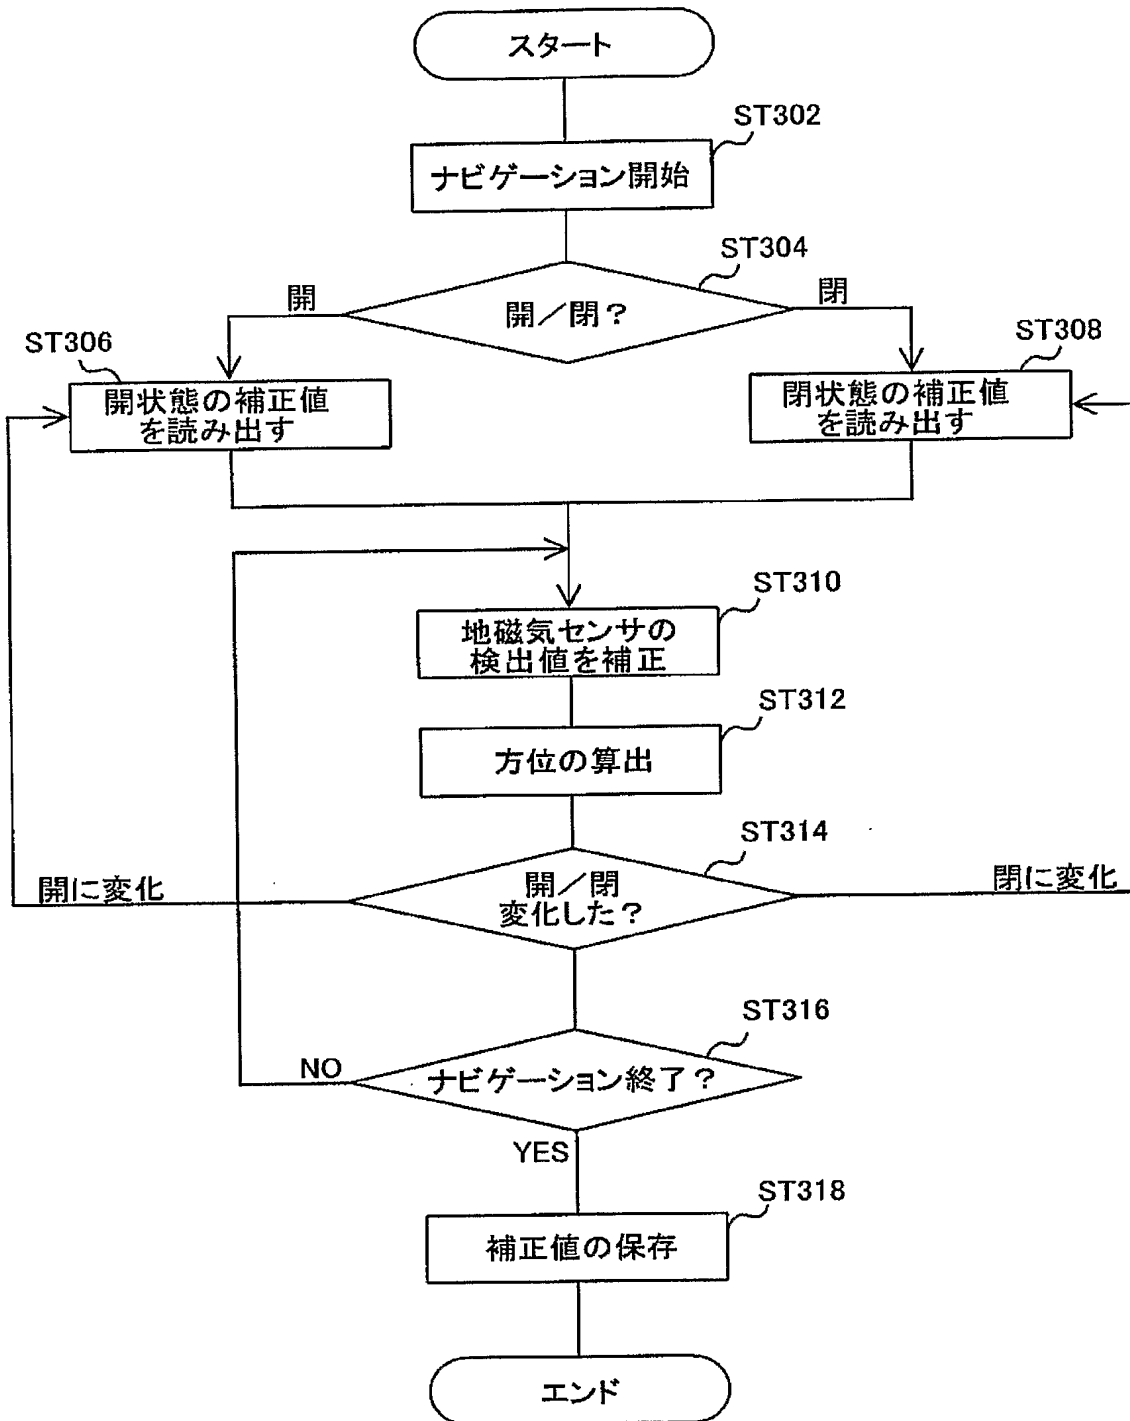 スタート
ST302
ナビゲーション開始
ST304
開／閉？
開
閉
ST306
開状態の補正値
を読み出す
ST308
閉状態の補正値
を読み出す
ST310
地磁気センサの
検出値を補正
ST312
方位の算出
ST314
開／閉
変化した？
開に変化
閉に変化
ST316
ナビゲーション終了？
NO
YES
ST318
補正値の保存
エンド